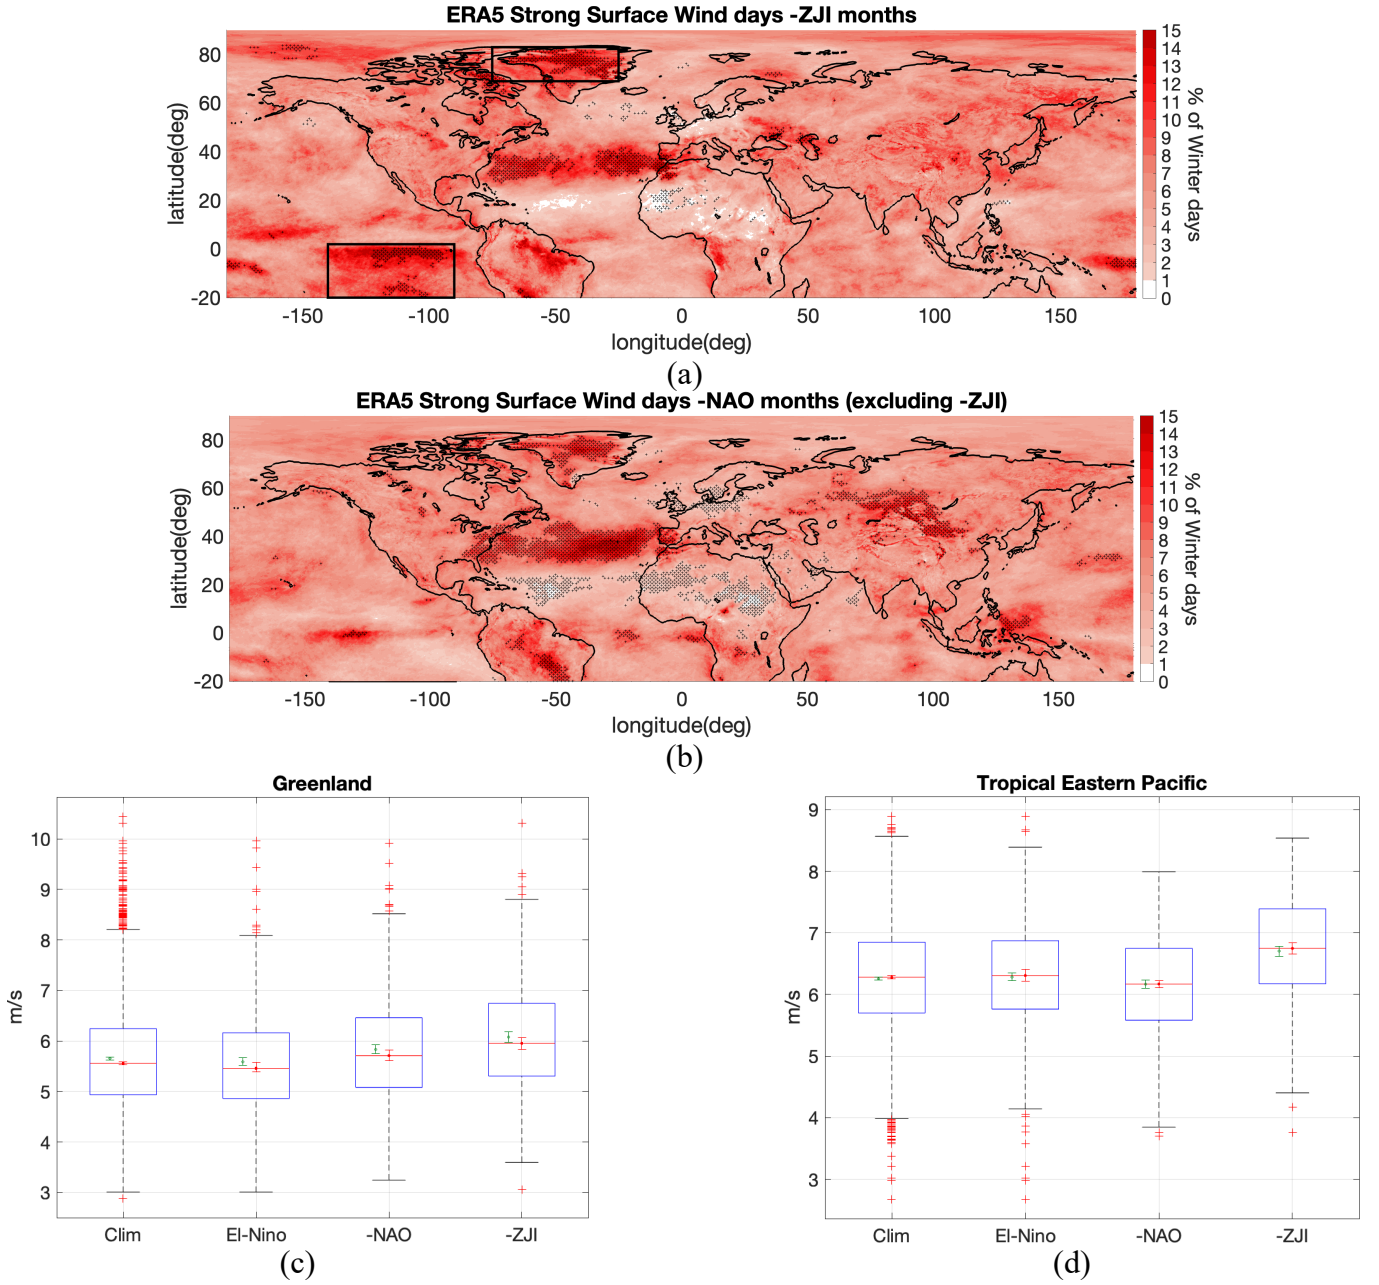 ERA5 Strong Surface Wind days -ZJI months
80
60
40
20
0
-20
latitude(deg)
-150 -100 -50 0 50 100 150
longitude(deg)
15
14
13
12
11
10
9
8
7
6
5
4
3
2
1
0
% of Winter days
(a)
ERA5 Strong Surface Wind days -NAO months (excluding -ZJI)
80
60
40
20
0
-20
latitude(deg)
-150 -100 -50 0 50 100 150
longitude(deg)
15
14
13
12
11
10
9
8
7
6
5
4
3
2
1
0
% of Winter days
(b)
Greenland
10
9
8
7
6
5
4
3
m/s
Clim El-Nino -NAO -ZJI
(c)
Tropical Eastern Pacific
9
8
7
6
5
4
3
m/s
Clim El-Nino -NAO -ZJI
(d)